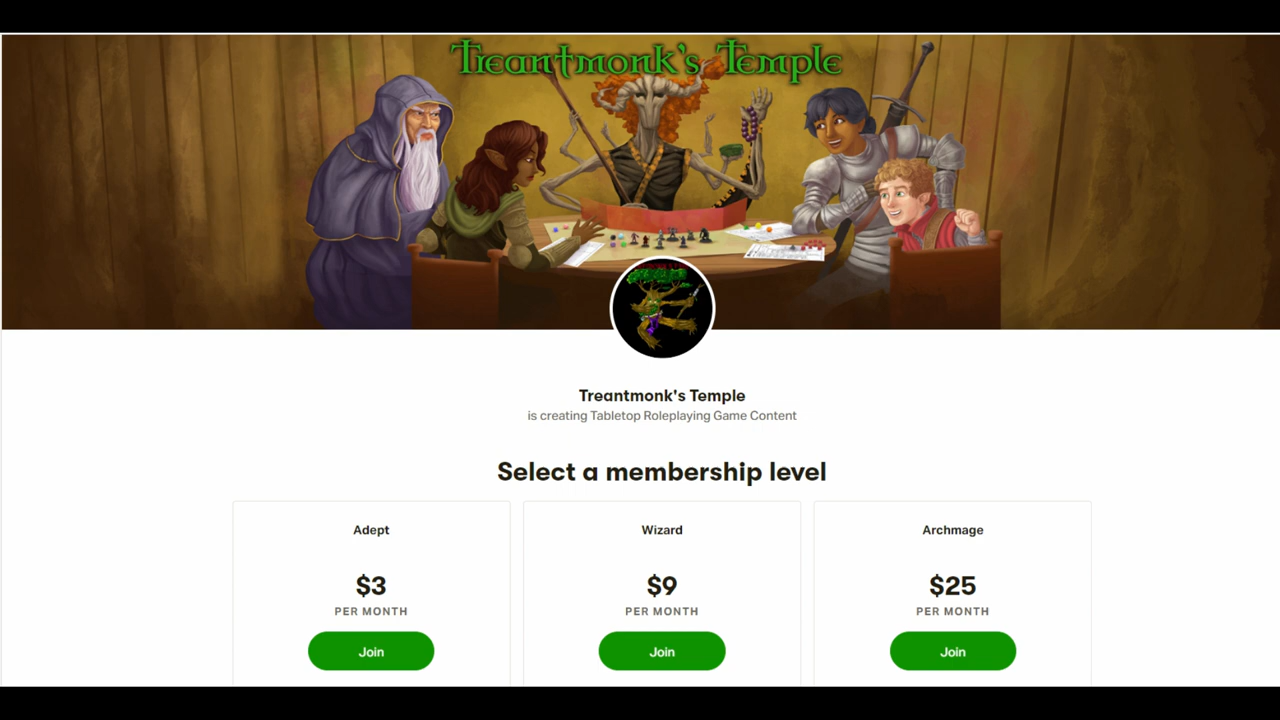 Treantmonk's Temple
Treantmonk's Temple
is creating Tabletop Roleplaying Game Content
Select a membership level
Adept
Wizard
Archmage
$3
$9
$25
PER MONTH
PER MONTH
PER MONTH
Join
Join
Join